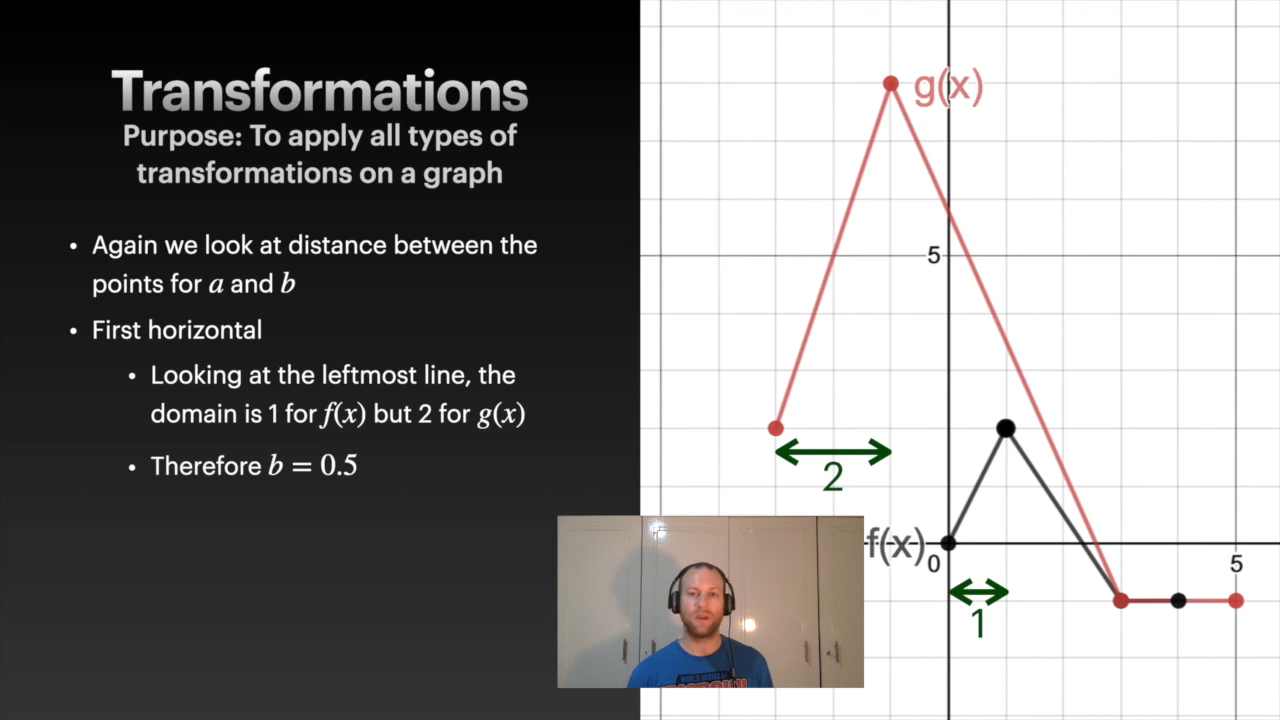 Transformations
Purpose: To apply all types of
transformations on a graph
• Again we look at distance between the
points for a and b
• First horizontal
• Looking at the leftmost line, the
domain is 1 for f(x) but 2 for g(x)
• Therefore b = 0.5
g(x)
5
2
f(x)
0
5
1